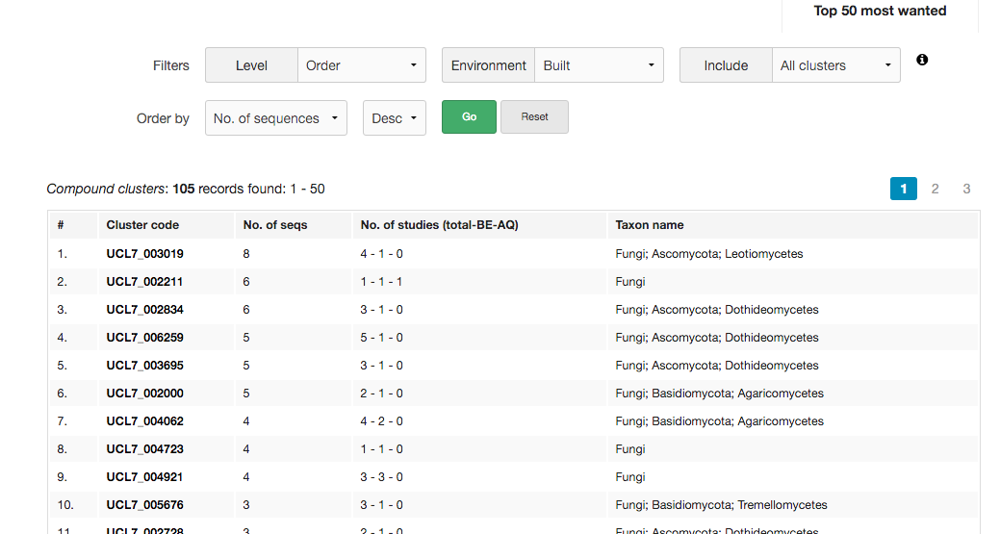 Top 50 most wanted
Filters Level Order Environment Built Include All clusters
Order by No. of sequences Desc Go Reset
Compound clusters: 105 records found: 1 - 50 1 2 3
# Cluster code No. of seqs No. of studies (total-BE-AQ) Taxon name
1. UCL7_003019 8 4 - 1 - 0 Fungi; Ascomycota; Leotiomycetes
2. UCL7_002211 6 1 - 1 - 1 Fungi
3. UCL7_002834 6 3 - 1 - 0 Fungi; Ascomycota; Dothideomycetes
4. UCL7_006259 5 5 - 1 - 0 Fungi; Ascomycota; Dothideomycetes
5. UCL7_003695 5 3 - 1 - 0 Fungi; Ascomycota; Dothideomycetes
6. UCL7_002000 5 2 - 1 - 0 Fungi; Basidiomycota; Agaricomycetes
7. UCL7_004062 4 4 - 2 - 0 Fungi; Basidiomycota; Agaricomycetes
8. UCL7_004723 4 1 - 1 - 0 Fungi
9. UCL7_004921 4 3 - 3 - 0 Fungi
10. UCL7_005676 3 3 - 1 - 0 Fungi; Basidiomycota; Tremellomycetes
11. UCL7_002728 3 2 - 1 - 0 Fungi; Ascomycota; Dothideomycetes